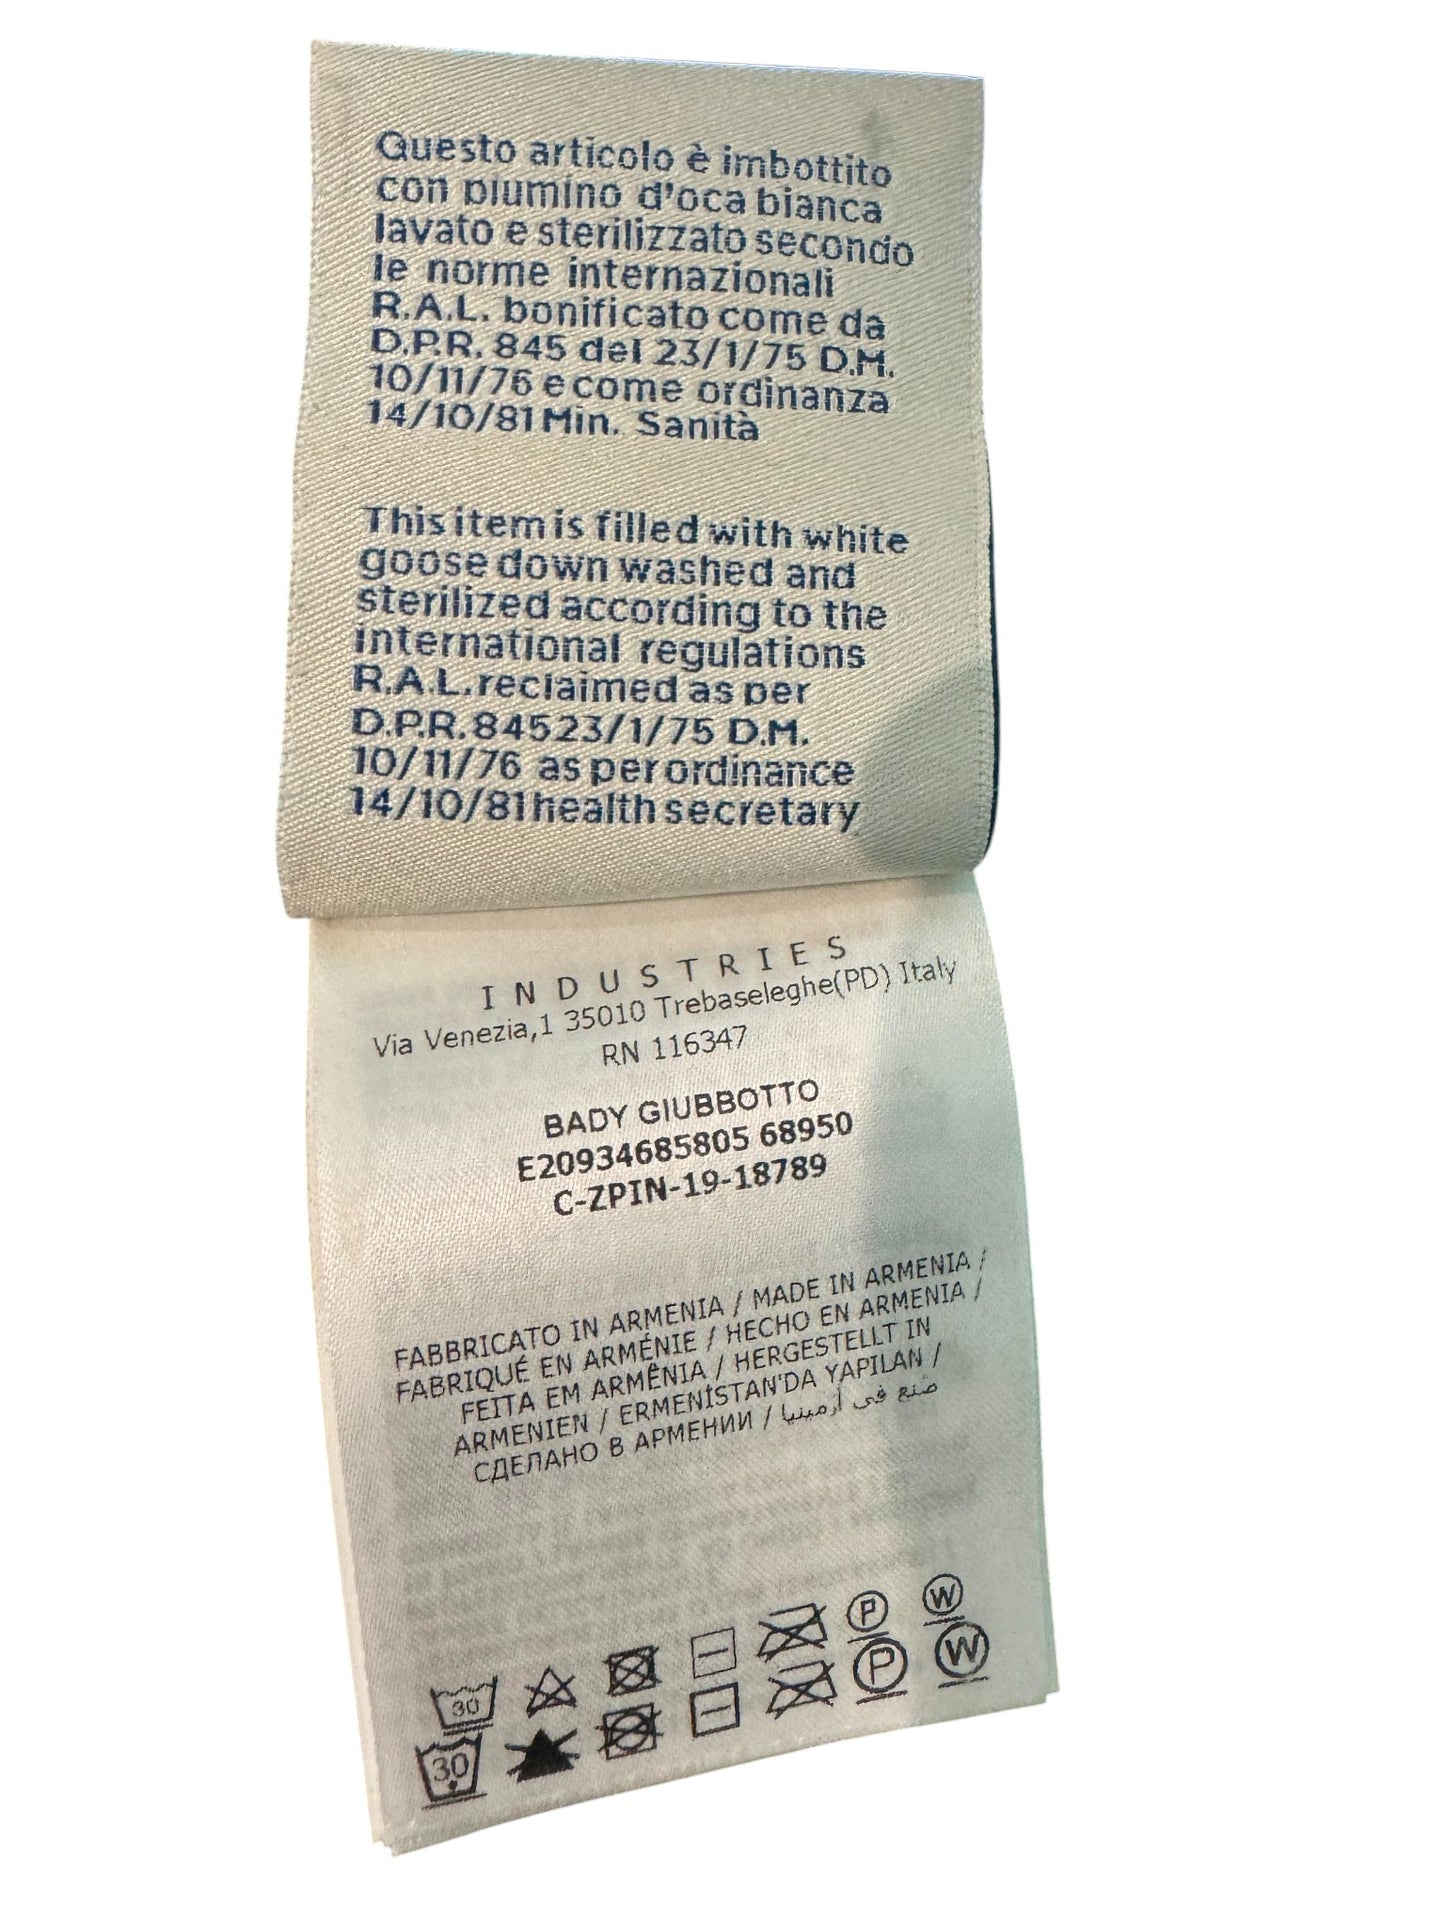 Questo articolo è imbottito
con piumino d'oca bianca
lavato e sterilizzato secondo
le norme internazionali
R.A.L. bonificato come da
D.P.R. 845 del 23/1/75 D.M.
10/11/76 e come ordinanza
14/10/81 Min. Sanità
This item is filled with white
goose down washed and
sterilized according to the
international regulations
R.A.L. reclaimed as per
D.P.R. 845 23/1/75 D.M.
10/11/76 as per ordinance
14/10/81 health secretary
INDUSTRIES
Via Venezia,1 35010 Trebaseleghe(PD) Italy
RN 116347
BADY GIUBBOTTO
E20934685805 68950
C-ZPIN-19-18789
FABBRICATO IN ARMENIA / MADE IN ARMENIA /
FABRIQUÉ EN ARMÉNIE / HECHO EN ARMENIA /
FEITA EM ARMÊNIA / HERGESTELLT IN
ARMENIEN / ERMENİSTAN'DA YAPILAN /
СДЕЛАНО В АРМЕНИИ / صنع في أرمينيا
30 P W
30 P W